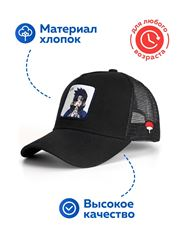 Материал
хлопок
для любого
возраста
Высокое
качество